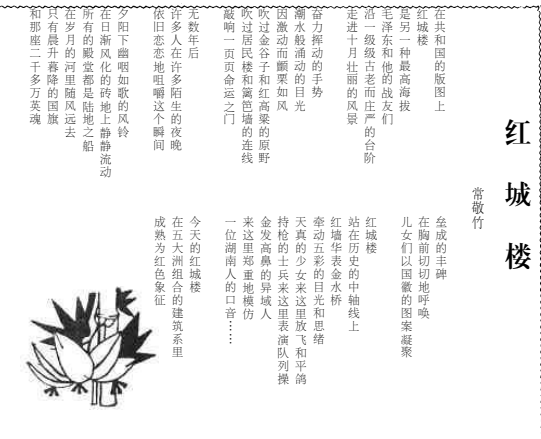 红城楼
常敬竹
在共和国的版图上
红城楼
是另一种最高海拔
毛泽东和他的战友们
沿一级级古老而庄严的台阶
走进十月壮丽的风景
奋力挥动的手势
潮水般涌动的目光
因激动而颤栗如风
吹过金谷子和红高粱的原野
吹过居民楼和篱笆墙的连线
敲响一页页命运之门
无数年后
许多人在许多陌生的夜晚
依旧恋恋地咀嚼这个瞬间
夕阳下幽咽如歌的风铃
在日渐风化的砖地上静静流动
所有的殿堂都是陆地之船
在岁月的河里随风远去
只有晨升暮降的国旗
和那座二千多万英魂
垒成的丰碑
在胸前切切地呼唤
儿女们以国徽的图案凝聚
红城楼
站在历史的中轴线上
红墙华表金水桥
牵动五彩的目光和思绪
天真的少女来这里放飞和平鸽
持枪的士兵来这里表演队列操
金发高鼻的异域人
来这里郑重地模仿
一位湖南人的口音……
今天的红城楼
在五大洲组合的建筑系里
成熟为红色象征